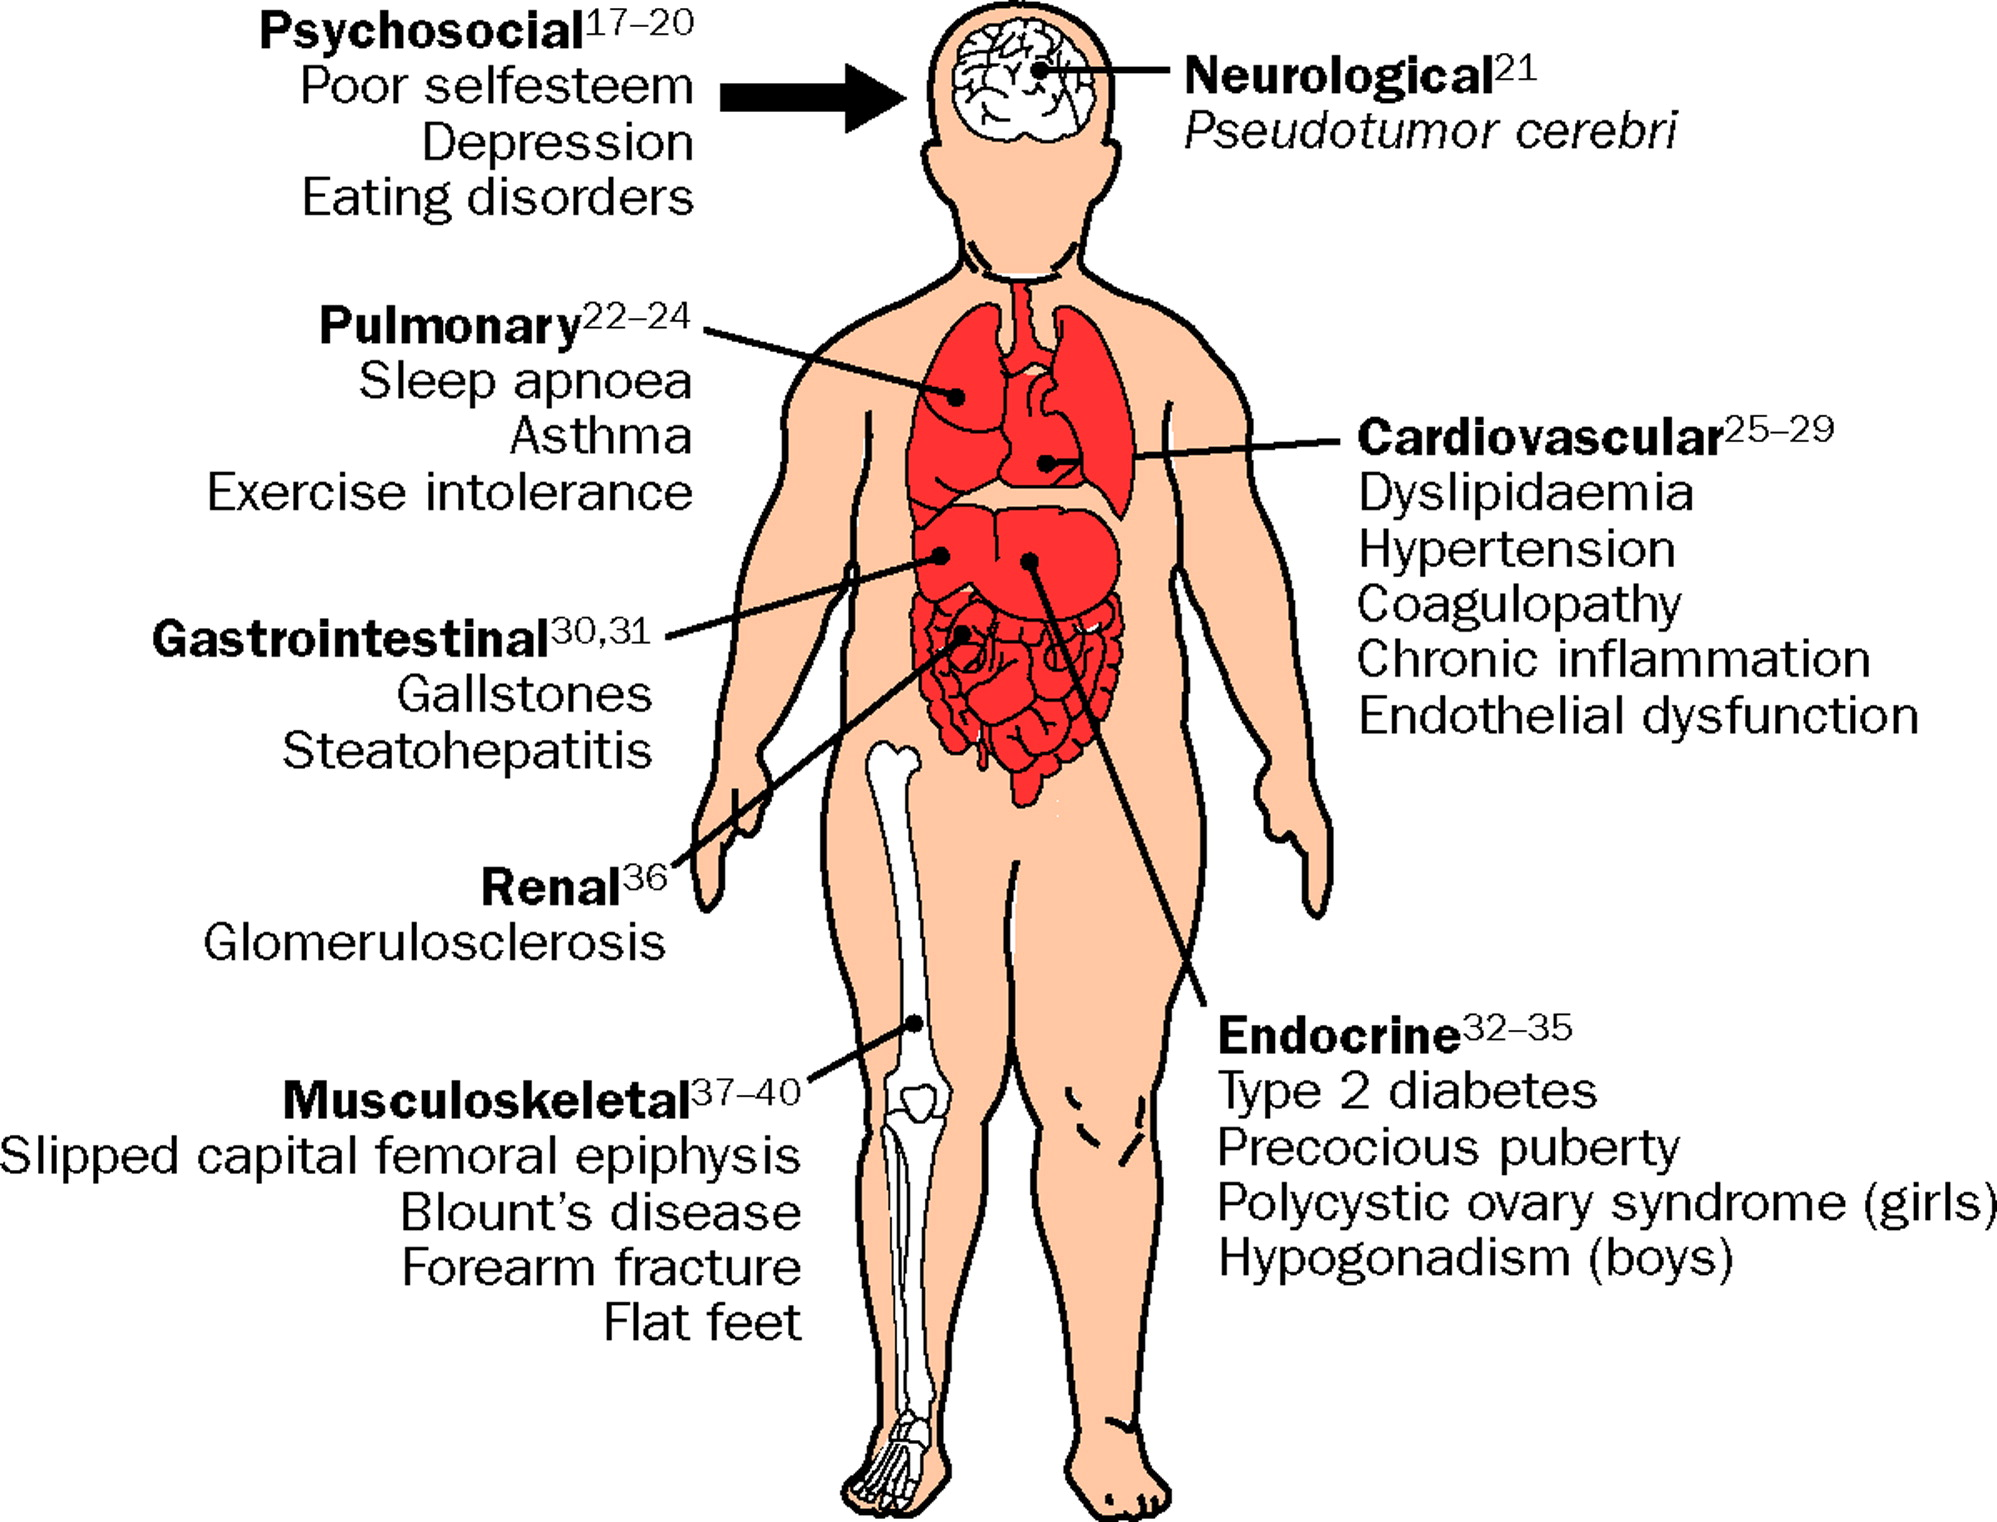 Psychosocial17–20
Poor selfesteem
Depression
Eating disorders
Neurological21
Pseudotumor cerebri
Pulmonary22–24
Sleep apnoea
Asthma
Exercise intolerance
Cardiovascular25–29
Dyslipidaemia
Hypertension
Coagulopathy
Chronic inflammation
Endothelial dysfunction
Gastrointestinal30,31
Gallstones
Steatohepatitis
Renal36
Glomerulosclerosis
Musculoskeletal37–40
Slipped capital femoral epiphysis
Blount’s disease
Forearm fracture
Flat feet
Endocrine32–35
Type 2 diabetes
Precocious puberty
Polycystic ovary syndrome (girls)
Hypogonadism (boys)